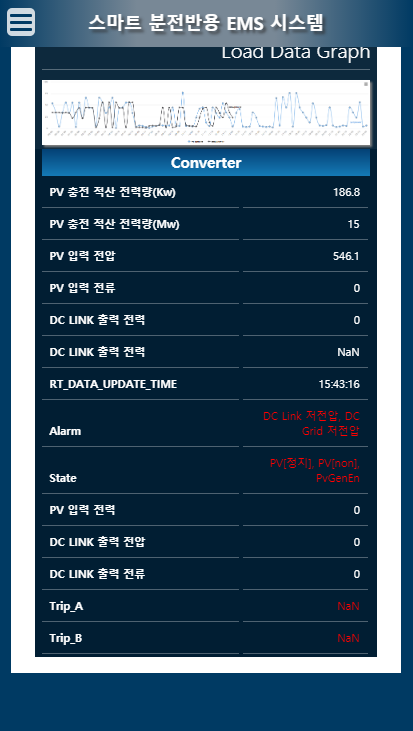 스마트 분전반용 EMS 시스템
Load Data Graph
Converter
PV 충전 적산 전력량(Kw) 186.8
PV 충전 적산 전력량(Mw) 15
PV 입력 전압 546.1
PV 입력 전류 0
DC LINK 출력 전력 0
DC LINK 출력 전력 NaN
RT_DATA_UPDATE_TIME 15:43:16
DC Link 저전압, DC
Alarm Grid 저전압
PV[정지], PV[non],
State PvGenEn
PV 입력 전력 0
DC LINK 출력 전압 0
DC LINK 출력 전류 0
Trip_A NaN
Trip_B NaN